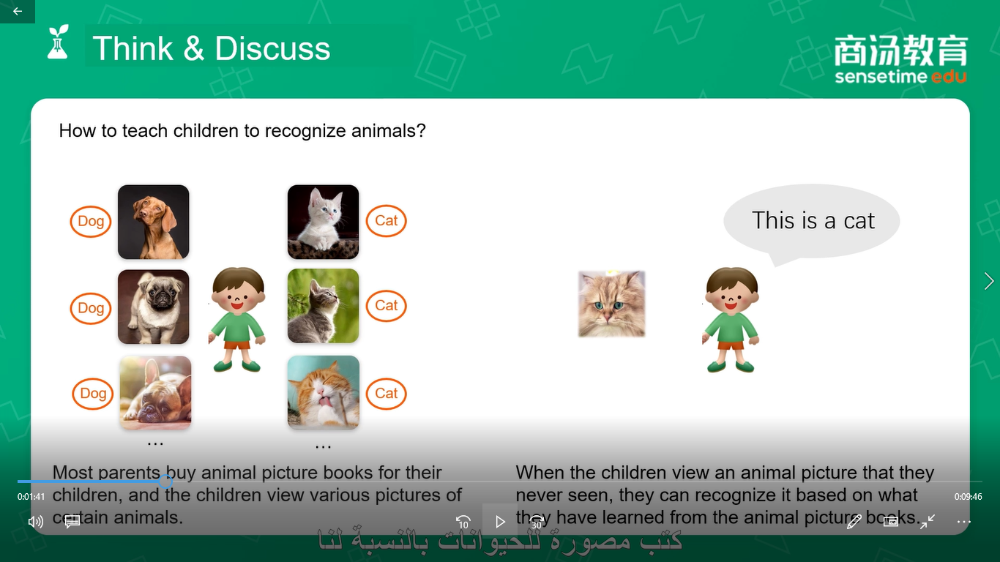 Think & Discuss
商汤教育
sensetime edu
How to teach children to recognize animals?
Dog
Cat
This is a cat
Dog
Cat
Dog
Cat
...
...
Most parents buy animal picture books for their
children, and the children view various pictures of
certain animals.
When the children view an animal picture that they
never seen, they can recognize it based on what
they have learned from the animal picture books.
0:01:41
0:09:46
10
30
كتب مصورة للحيوانات بالنسبة لنا